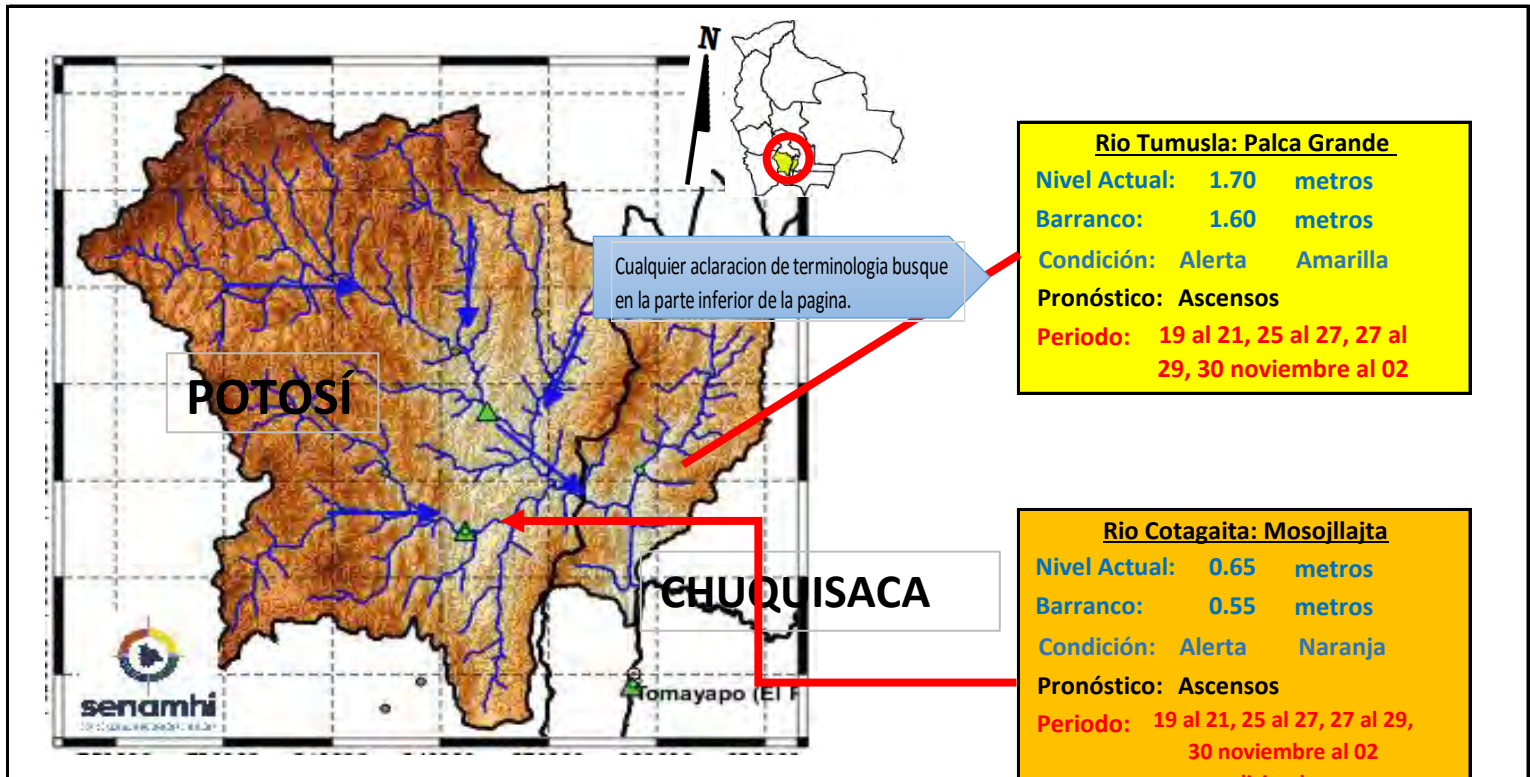 N
Cualquier aclaracion de terminologia busque
en la parte inferior de la pagina.
POTOSÍ
CHUQUISACA
senamhi
Tomayapo (El
Rio Tumusla: Palca Grande
Nivel Actual: 1.70 metros
Barranco: 1.60 metros
Condición: Alerta Amarilla
Pronóstico: Ascensos
Periodo: 19 al 21, 25 al 27, 27 al
29, 30 noviembre al 02
Rio Cotagaita: Mosojllajta
Nivel Actual: 0.65 metros
Barranco: 0.55 metros
Condición: Alerta Naranja
Pronóstico: Ascensos
Periodo: 19 al 21, 25 al 27, 27 al 29,
30 noviembre al 02